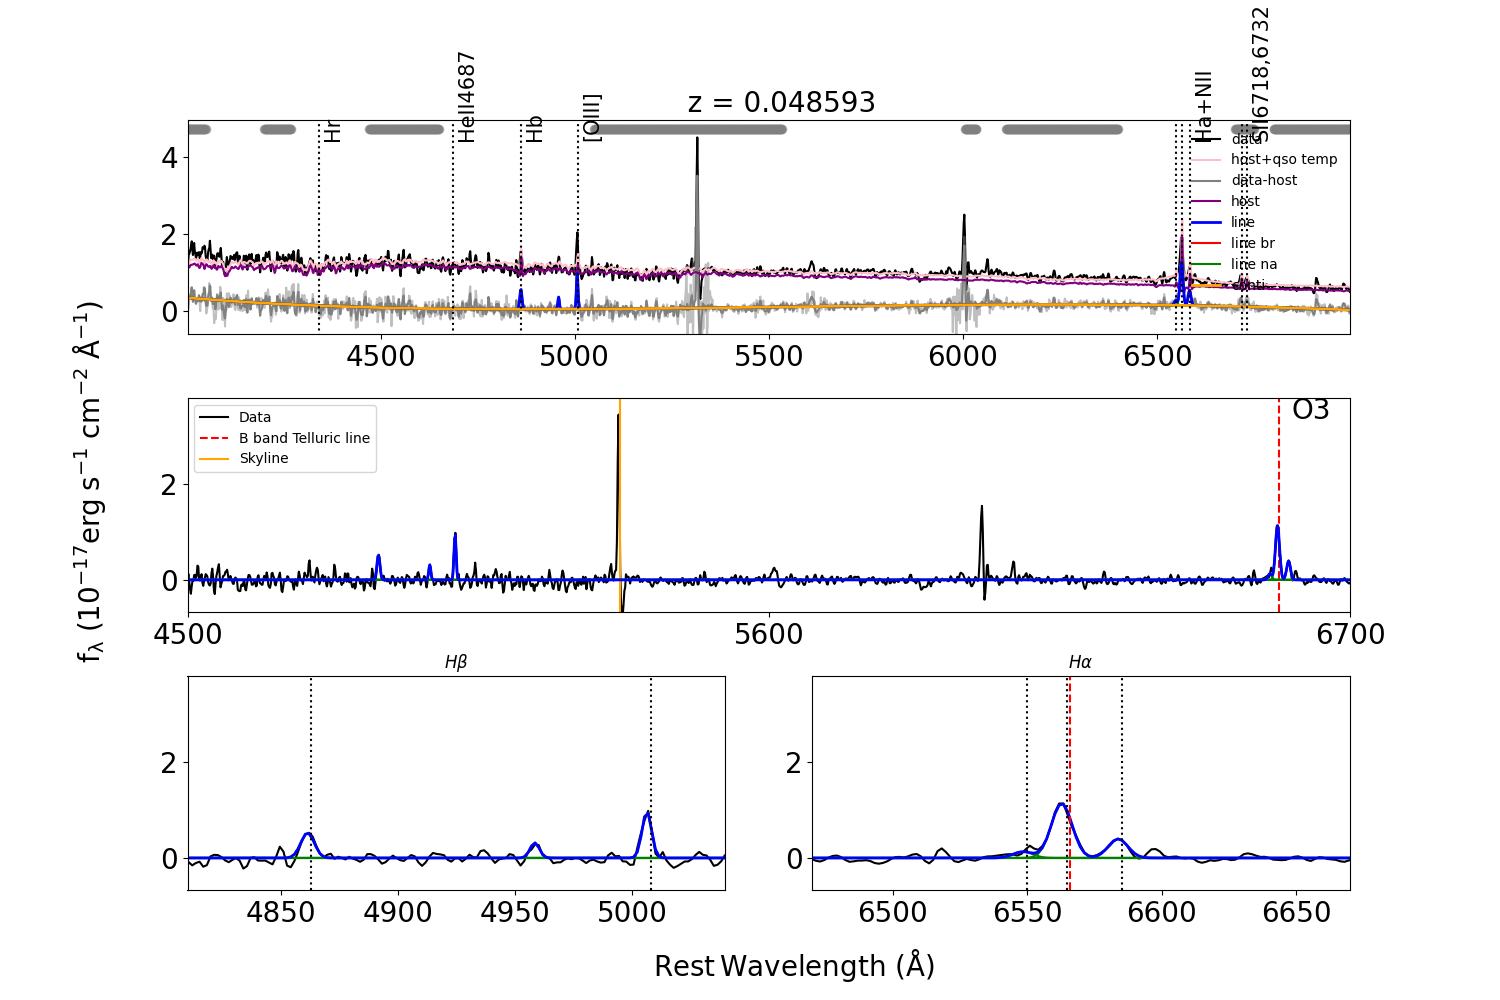 z = 0.048593
Hr
HeII4687
Hb
[OIII]
Ha+NII
SII6718,6732
data
host+qso temp
data-host
host
line
line br
line na
conti
4
2
0
4500 5000 5500 6000 6500
Data
B band Telluric line
Skyline
O3
2
0
4500 5600 6700
fλ (10⁻¹⁷erg s⁻¹ cm⁻² Å⁻¹)
Hβ
2
0
4850 4900 4950 5000
Hα
2
0
6500 6550 6600 6650
Rest Wavelength (Å)